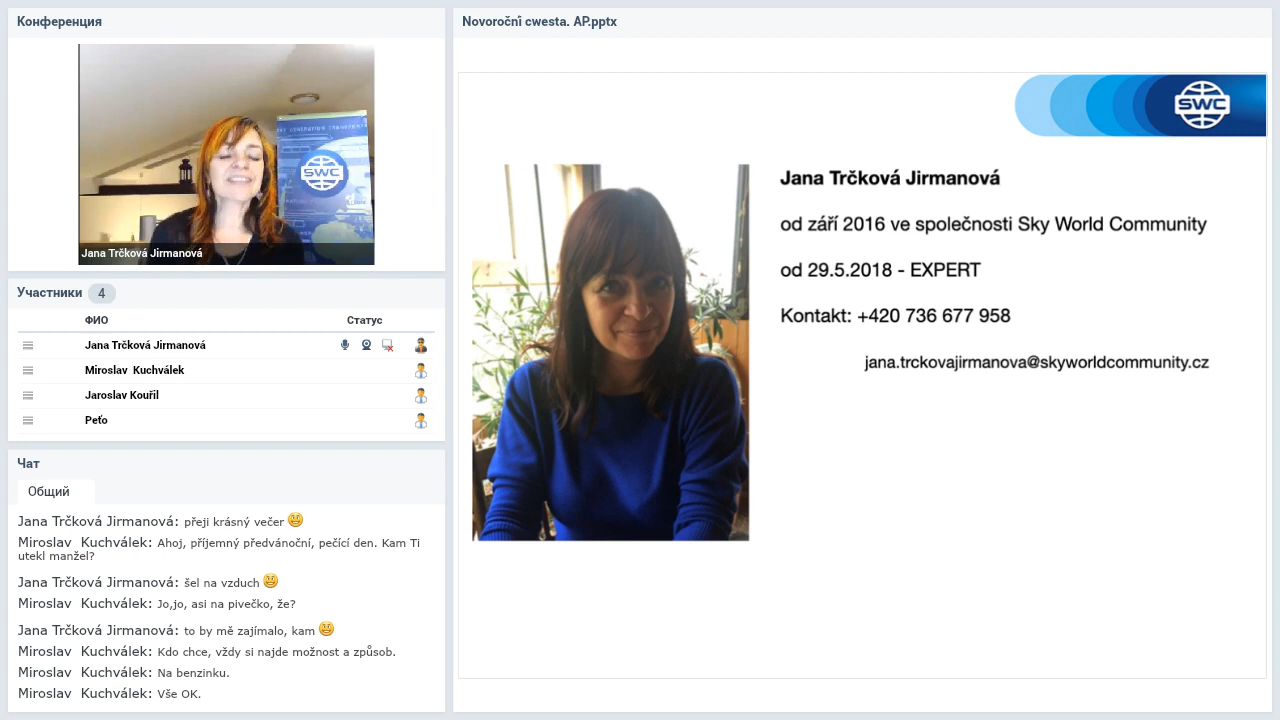 Конференция
SWC
Jana Trčková Jirmanová
Участники 4
ФИО Статус
Jana Trčková Jirmanová
Miroslav Kuchválek
Jaroslav Kouřil
Peťo
Чат
Общий
Jana Trčková Jirmanová: přeji krásný večer
Miroslav Kuchválek: Ahoj, příjemný předvánoční, pečící den. Kam Ti
utekl manžel?
Jana Trčková Jirmanová: šel na vzduch
Miroslav Kuchválek: Jo,jo, asi na pivečko, že?
Jana Trčková Jirmanová: to by mě zajímalo, kam
Miroslav Kuchválek: Kdo chce, vždy si najde možnost a způsob.
Miroslav Kuchválek: Na benzinku.
Miroslav Kuchválek: Vše OK.
Novoroční cwesta. AP.pptx
SWC
Jana Trčková Jirmanová
od září 2016 ve společnosti Sky World Community
od 29.5.2018 - EXPERT
Kontakt: +420 736 677 958
jana.trckovajirmanova@skyworldcommunity.cz